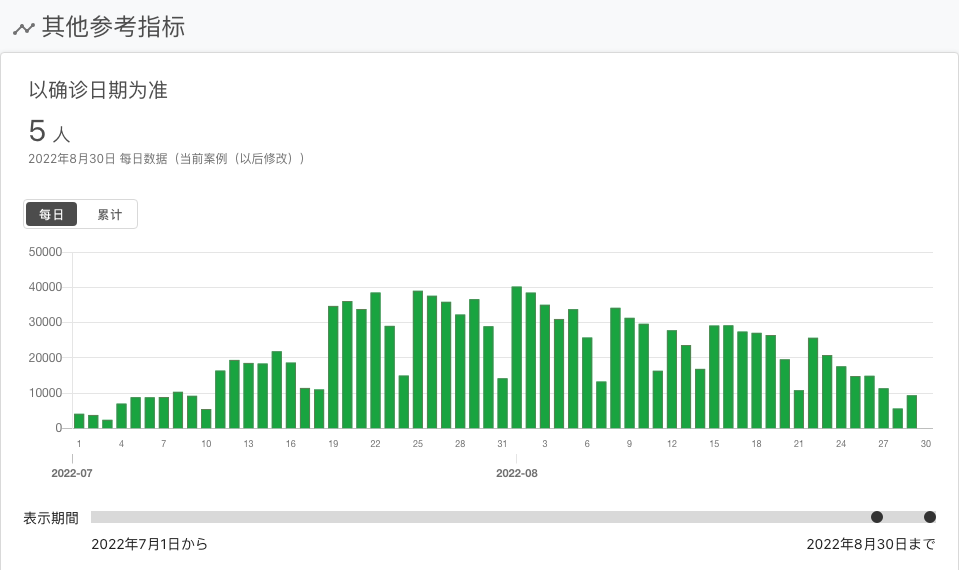 其他参考指标
以确诊日期为准
5 人
2022年8月30日 每日数据（当前案例（以后修改））
每日 累计
50000
40000
30000
20000
10000
0
1 4 7 10 13 16 19 22 25 28 31 3 6 9 12 15 18 21 24 27 30
2022-07 2022-08
表示期間
2022年7月1日から 2022年8月30日まで